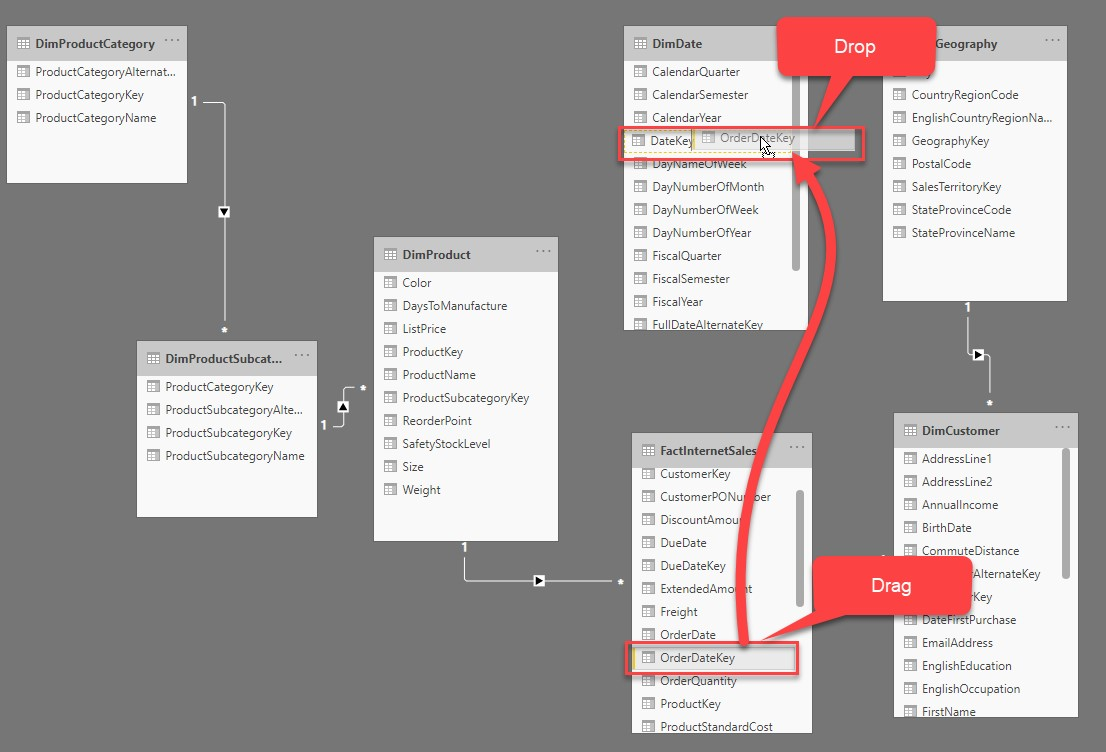 DimProductCategory
ProductCategoryAlternat...
ProductCategoryKey
ProductCategoryName
1
*
DimProductSubcat...
ProductCategoryKey
ProductSubcategoryAlte...
ProductSubcategoryKey
ProductSubcategoryName
1
*
DimProduct
Color
DaysToManufacture
ListPrice
ProductKey
ProductName
ProductSubcategoryKey
ReorderPoint
SafetyStockLevel
Size
Weight
1
*
DimDate
CalendarQuarter
CalendarSemester
CalendarYear
DateKey
OrderDateKey
DayNameOfWeek
DayNumberOfMonth
DayNumberOfWeek
DayNumberOfYear
FiscalQuarter
FiscalSemester
FiscalYear
FullDateAlternateKey
Drop
Geography
CountryRegionCode
EnglishCountryRegionNa...
GeographyKey
PostalCode
SalesTerritoryKey
StateProvinceCode
StateProvinceName
1
*
FactInternetSales
CustomerKey
CustomerPONumber
DiscountAmou
DueDate
DueDateKey
ExtendedAmount
Freight
OrderDate
OrderDateKey
OrderQuantity
ProductKey
ProductStandardCost
Drag
DimCustomer
AddressLine1
AddressLine2
AnnualIncome
BirthDate
CommuteDistance
AlternateKey
Key
DateFirstPurchase
EmailAddress
EnglishEducation
EnglishOccupation
FirstName